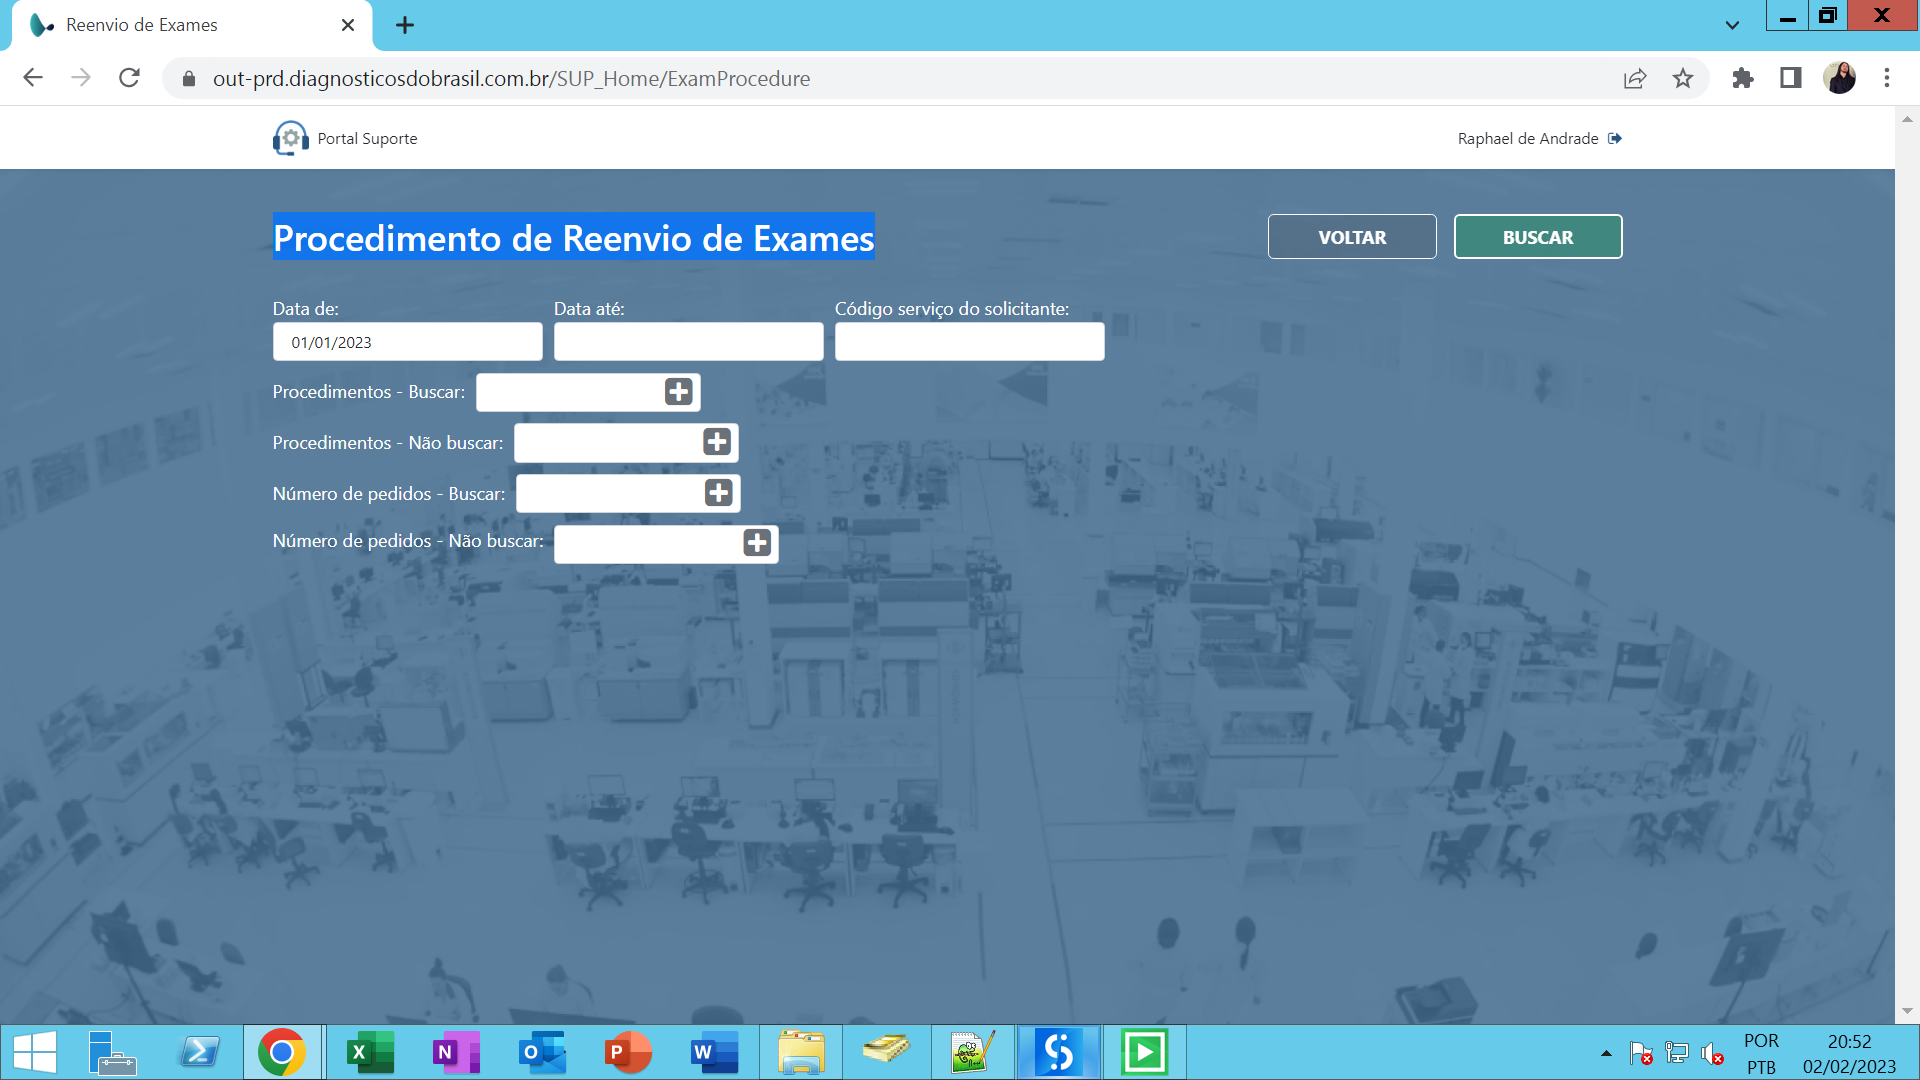 Reenvio de Exames
out-prd.diagnosticosdobrasil.com.br/SUP_Home/ExamProcedure
Portal Suporte
Raphael de Andrade
Procedimento de Reenvio de Exames
VOLTAR
BUSCAR
Data de:
Data até:
Código serviço do solicitante:
01/01/2023
Procedimentos - Buscar:
Procedimentos - Não buscar:
Número de pedidos - Buscar:
Número de pedidos - Não buscar:
POR
20:52
PTB
02/02/2023